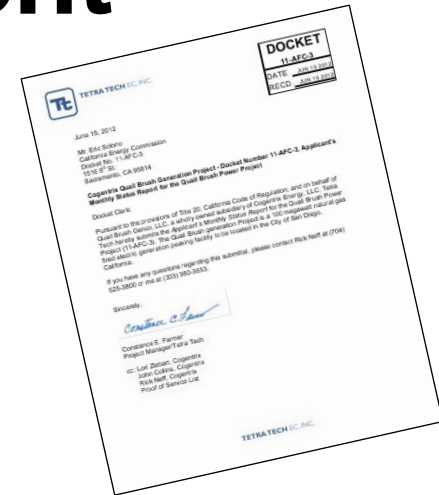 TETRA TECH EC, INC.
DOCKET
11-AFC-3
DATE JUN 15 2012
RECD. JUN 15 2012
June 15, 2012
Mr. Eric Solorio
California Energy Commission
Docket No. 11-AFC-3
1516 9th St.
Sacramento, CA 95814
Cogentrix Quail Brush Generation Project - Docket Number 11-AFC-3, Applicant's
Monthly Status Report for the Quail Brush Power Project
Docket Clerk:
Pursuant to the provisions of Title 20, California Code of Regulation, and on behalf of
Quail Brush Genco, LLC, a wholly owned subsidiary of Cogentrix Energy, LLC, Tetra
Tech hereby submits the Applicant's Monthly Status Report for the Quail Brush Power
Project (11-AFC-3). The Quail Brush generation Project is a 100 megawatt natural gas
fired electric generation peaking facility to be located in the City of San Diego,
California.
If you have any questions regarding this submittal, please contact Rick Neff at (704)
525-3800 or me at (303) 980-3653.
Sincerely,
Constance E. Farmer
Constance E. Farmer
Project Manager/Tetra Tech
cc: Lori Ziebart, Cogentrix
John Collins, Cogentrix
Rick Neff, Cogentrix
Proof of Service List
TETRA TECH EC, INC.